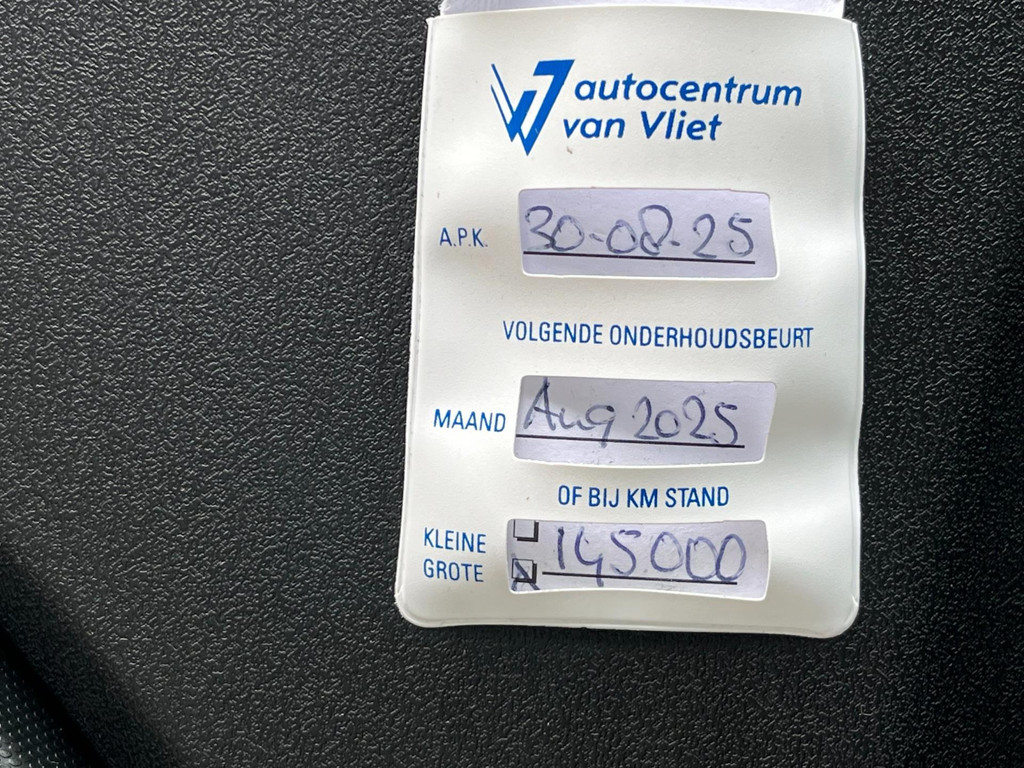 autocentrum
van Vliet
A.P.K. 30-08-25
VOLGENDE ONDERHOUDSBEURT
MAAND Aug 2025
OF BIJ KM STAND
KLEINE
GROTE 145000